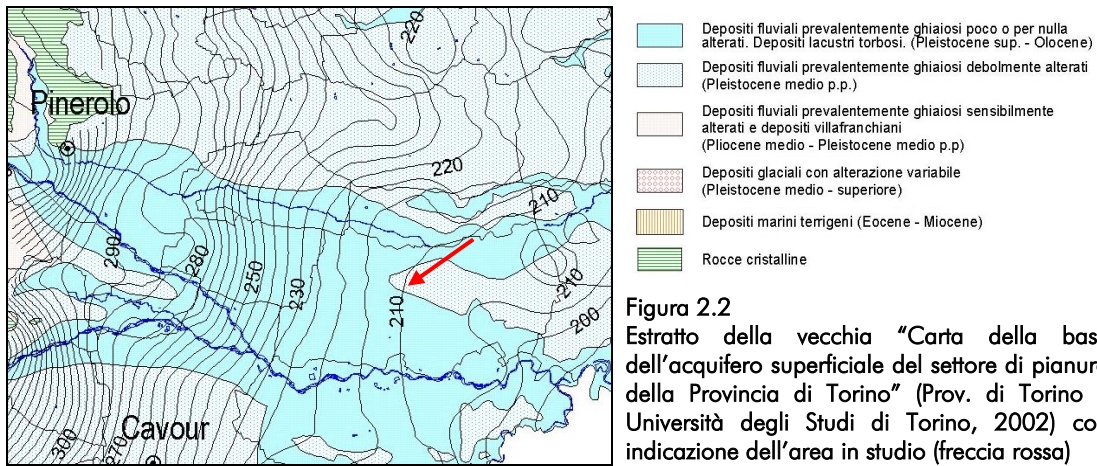 220
Pinerolo
220
210
290
280
250
230
210
210
200
300
270
Cavour
Depositi fluviali prevalentemente ghiaiosi poco o per nulla
alterati. Depositi lacustri torbosi. (Pleistocene sup. - Olocene)
Depositi fluviali prevalentemente ghiaiosi debolmente alterati
(Pleistocene medio p.p.)
Depositi fluviali prevalentemente ghiaiosi sensibilmente
alterati e depositi villafranchiani
(Pliocene medio - Pleistocene medio p.p)
Depositi glaciali con alterazione variabile
(Pleistocene medio - superiore)
Depositi marini terrigeni (Eocene - Miocene)
Rocce cristalline
Figura 2.2
Estratto della vecchia “Carta della bas
dell’acquifero superficiale del settore di pianur
della Provincia di Torino” (Prov. di Torino
Università degli Studi di Torino, 2002) co
indicazione dell’area in studio (freccia rossa)